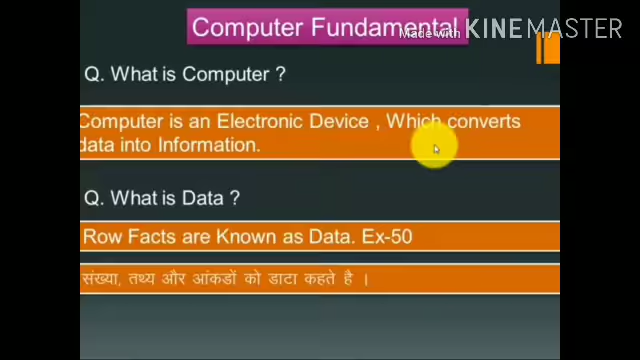 Computer Fundamental
Made with KINEMASTER
Q. What is Computer ?
Computer is an Electronic Device , Which converts
data into Information.
Q. What is Data ?
Row Facts are Known as Data. Ex-50
संख्या, तथ्य और आंकडों को डाटा कहते है ।